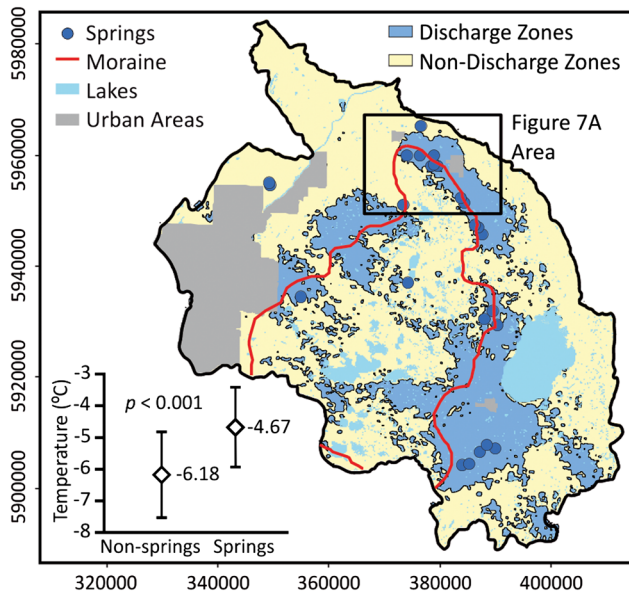 Springs
Moraine
Lakes
Urban Areas
Discharge Zones
Non-Discharge Zones
Figure 7A
Area
5980000
5960000
5940000
5920000
5900000
320000
340000
360000
380000
400000
Temperature (°C)
-3
-4
-5
-6
-7
-8
p < 0.001
-6.18
-4.67
Non-springs
Springs